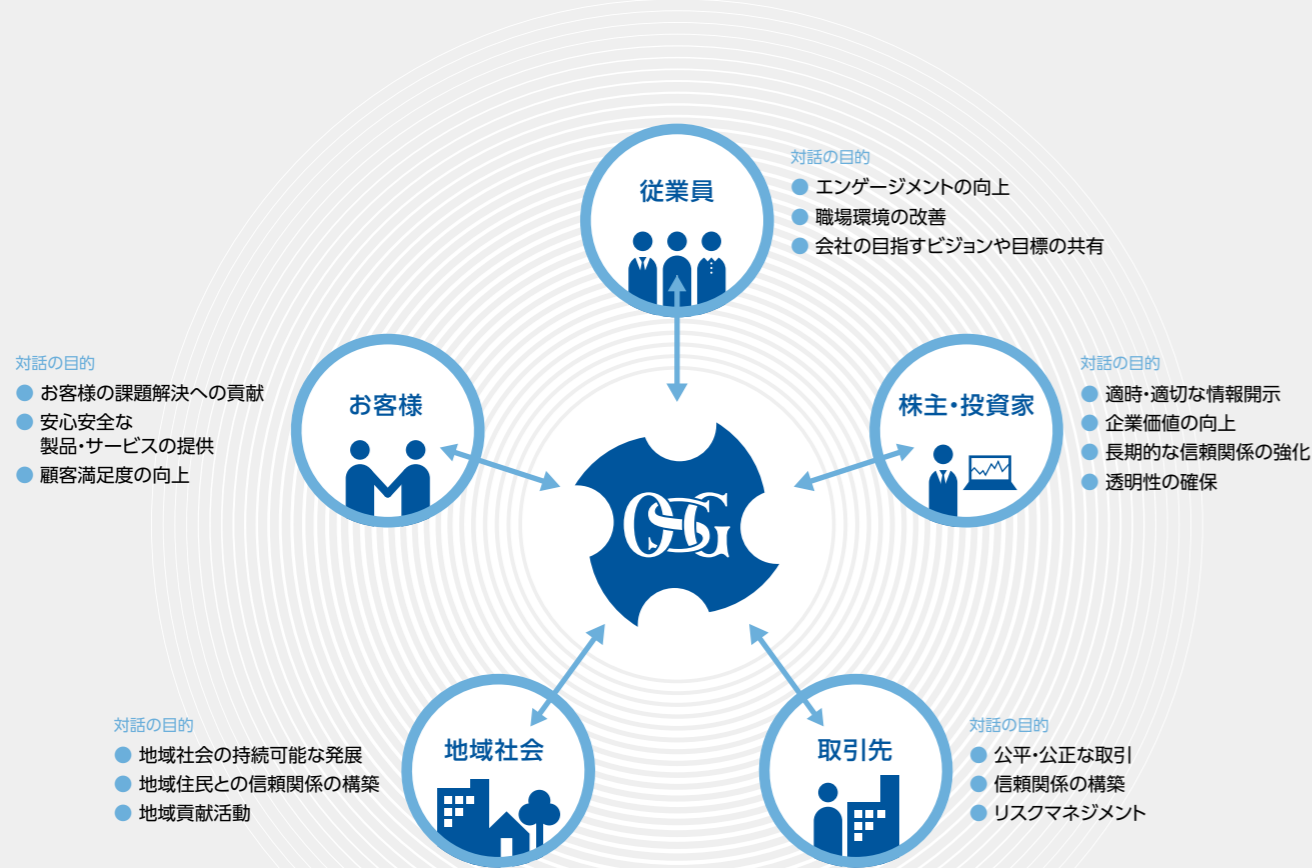 従業員
対話の目的
● エンゲージメントの向上
● 職場環境の改善
● 会社の目指すビジョンや目標の共有
対話の目的
● お客様の課題解決への貢献
● 安心安全な
製品・サービスの提供
● 顧客満足度の向上
お客様
株主・投資家
対話の目的
● 適時・適切な情報開示
● 企業価値の向上
● 長期的な信頼関係の強化
● 透明性の確保
OSG
対話の目的
● 地域社会の持続可能な発展
● 地域住民との信頼関係の構築
● 地域貢献活動
地域社会
取引先
対話の目的
● 公平・公正な取引
● 信頼関係の構築
● リスクマネジメント